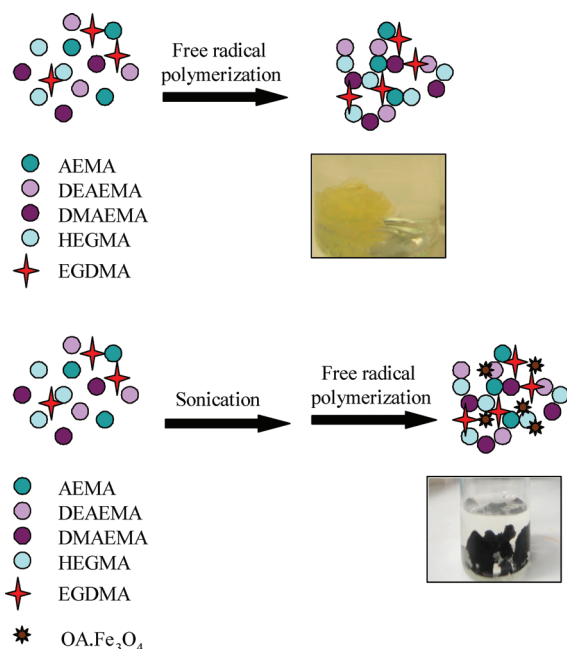 Free radical
polymerization
AEMA
DEAEMA
DMAEMA
HEGMA
EGDMA
Sonication
Free radical
polymerization
AEMA
DEAEMA
DMAEMA
HEGMA
EGDMA
OA.Fe₃O₄